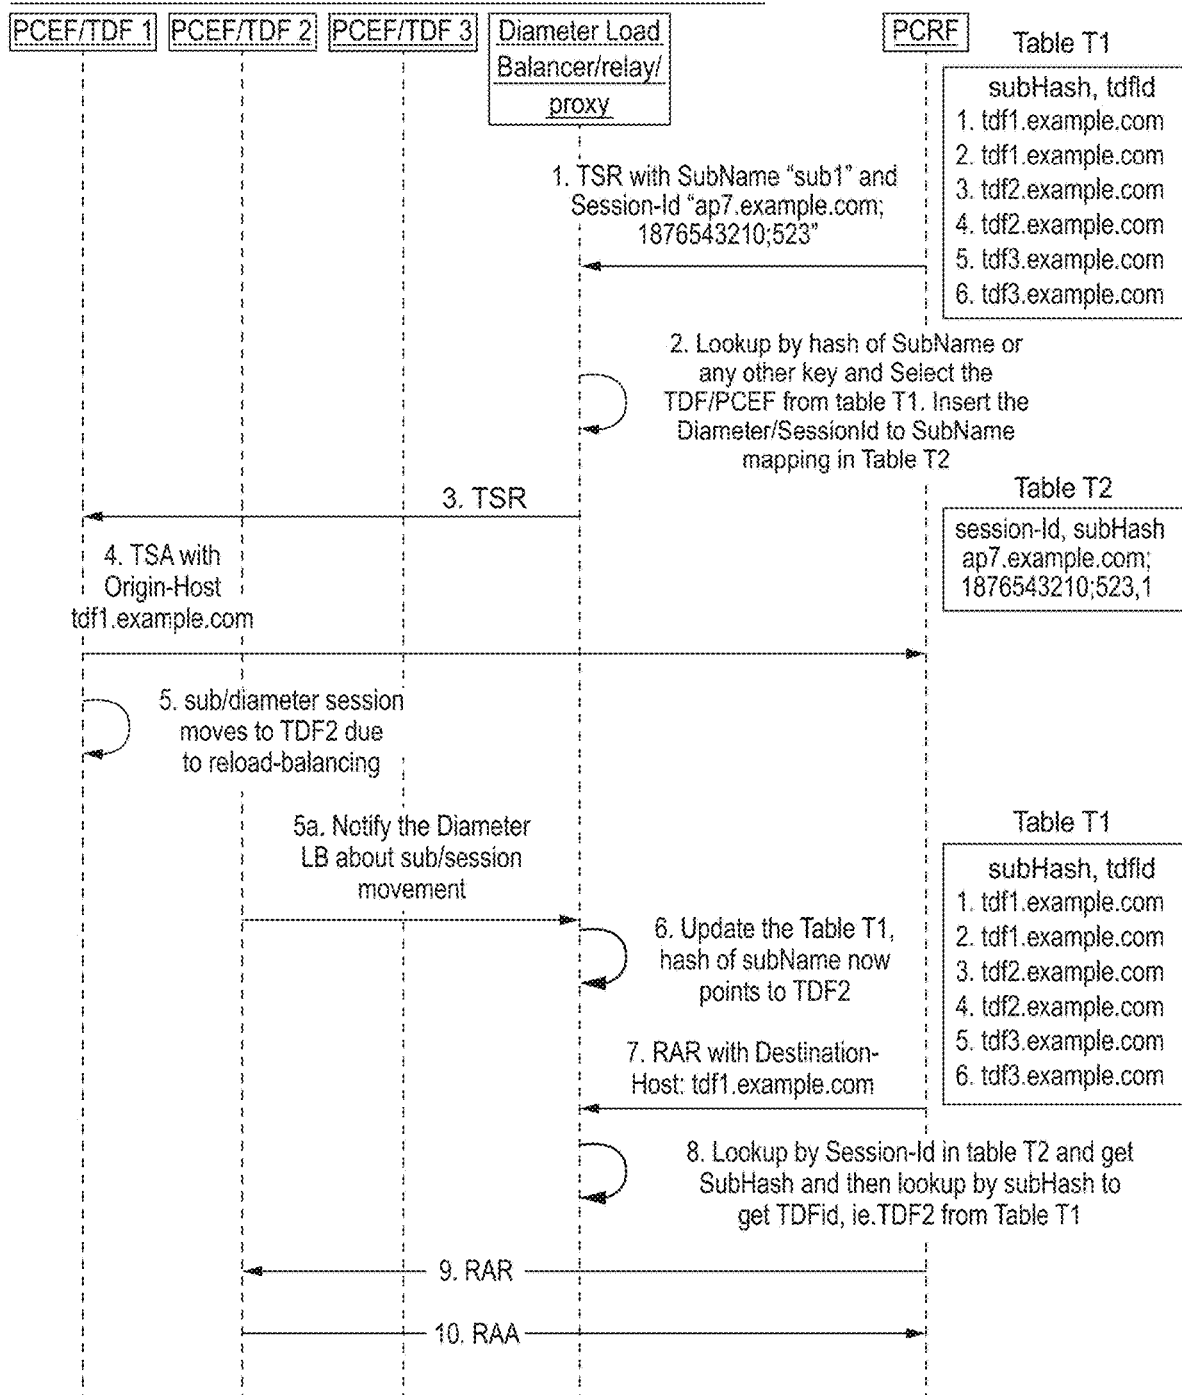 PCEF/TDF 1
PCEF/TDF 2
PCEF/TDF 3
Diameter Load
Balancer/relay/
proxy
PCRF
Table T1
subHash, tdfId
1. tdf1.example.com
2. tdf1.example.com
3. tdf2.example.com
4. tdf2.example.com
5. tdf3.example.com
6. tdf3.example.com
1. TSR with SubName "sub1" and
Session-Id "ap7.example.com;
1876543210;523"
2. Lookup by hash of SubName or
any other key and Select the
TDF/PCEF from table T1. Insert the
Diameter/SessionId to SubName
mapping in Table T2
3. TSR
Table T2
session-Id, subHash
ap7.example.com;
1876543210;523,1
4. TSA with
Origin-Host
tdf1.example.com
5. sub/diameter session
moves to TDF2 due
to reload-balancing
5a. Notify the Diameter
LB about sub/session
movement
Table T1
subHash, tdfId
1. tdf1.example.com
2. tdf1.example.com
3. tdf2.example.com
4. tdf2.example.com
5. tdf3.example.com
6. tdf3.example.com
6. Update the Table T1,
hash of subName now
points to TDF2
7. RAR with Destination-
Host: tdf1.example.com
8. Lookup by Session-Id in table T2 and get
SubHash and then lookup by subHash to
get TDFid, ie.TDF2 from Table T1
9. RAR
10. RAA